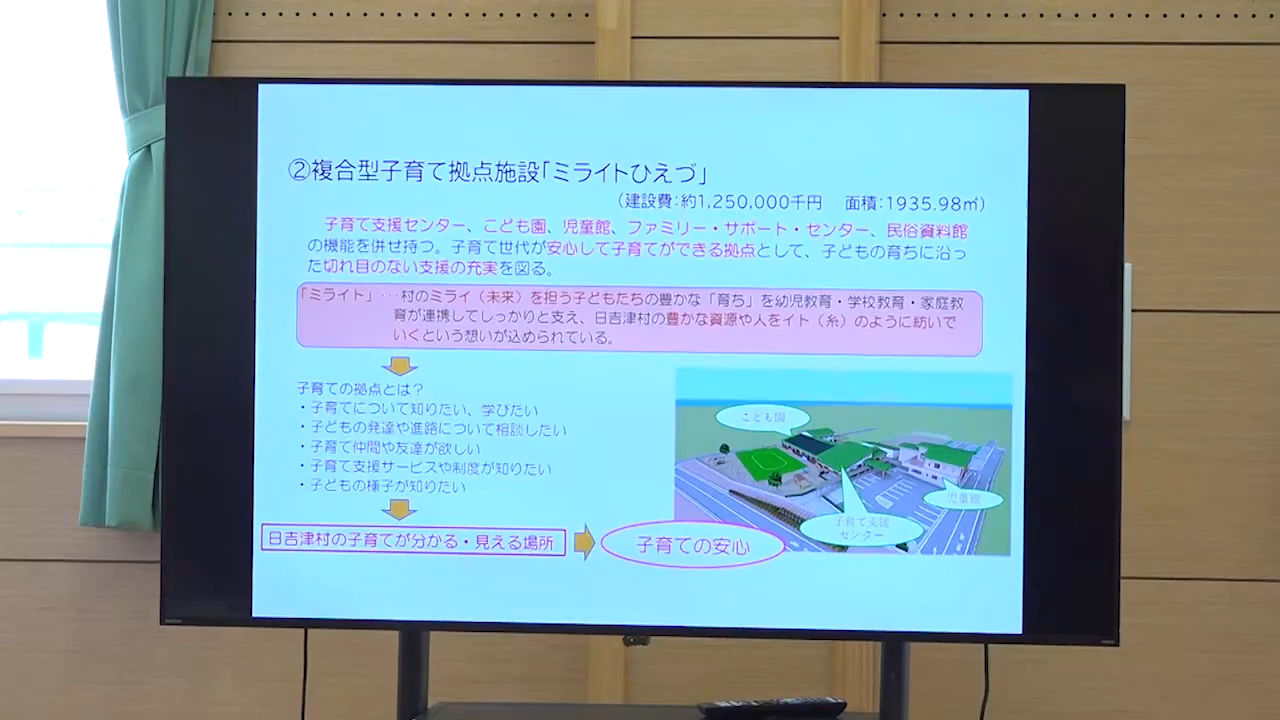 ②複合型子育て拠点施設「ミライトひえづ」
（建設費：約1,250,000千円　面積：1935.98㎡）
子育て支援センター、こども園、児童館、ファミリー・サポート・センター、民俗資料館
の機能を併せ持つ。子育て世代が安心して子育てができる拠点として、子どもの育ちに沿っ
た切れ目のない支援の充実を図る。
「ミライト」･･･村のミライ（未来）を担う子どもたちの豊かな「育ち」を幼児教育・学校教育・家庭教
育が連携してしっかりと支え、日吉津村の豊かな資源や人をイト（糸）のように紡いで
いくという想いが込められている。
子育ての拠点とは？
・子育てについて知りたい、学びたい
・子どもの発達や進路について相談したい
・子育て仲間や友達が欲しい
・子育て支援サービスや制度が知りたい
・子どもの様子が知りたい
こども園
児童館
子育て支援
センター
日吉津村の子育てが分かる・見える場所
子育ての安心